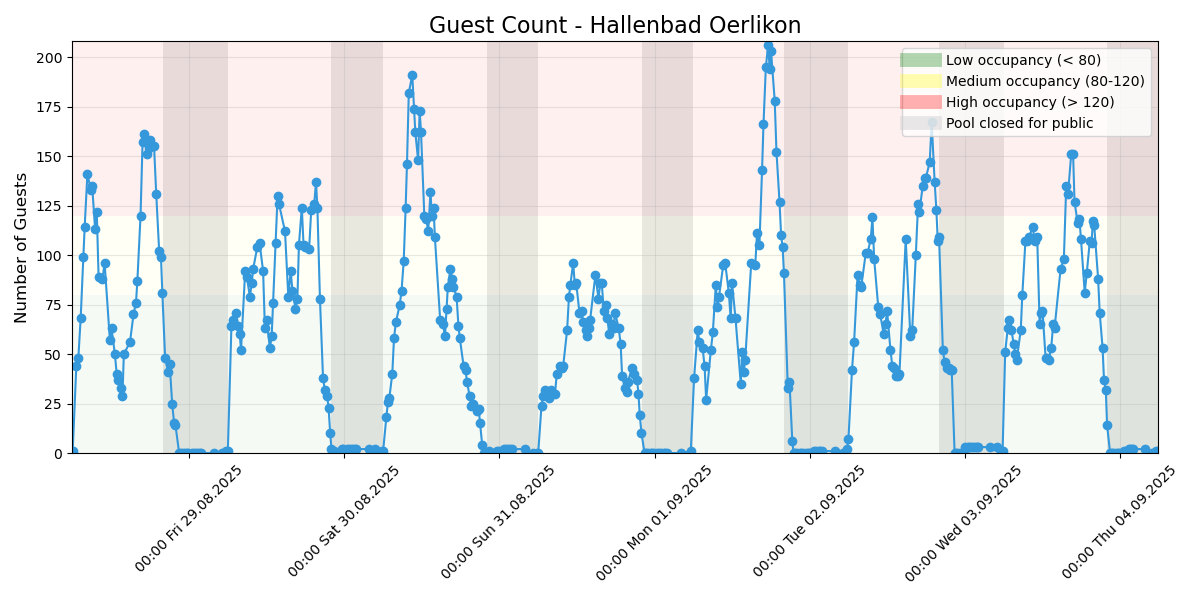 Guest Count - Hallenbad Oerlikon
Number of Guests
200
175
150
125
100
75
50
25
0
Low occupancy (< 80)
Medium occupancy (80-120)
High occupancy (> 120)
Pool closed for public
00:00 Fri 29.08.2025
00:00 Sat 30.08.2025
00:00 Sun 31.08.2025
00:00 Mon 01.09.2025
00:00 Tue 02.09.2025
00:00 Wed 03.09.2025
00:00 Thu 04.09.2025